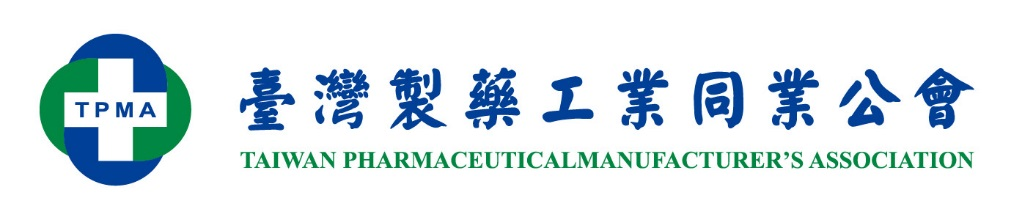 TPMA
臺灣製藥工業同業公會
TAIWAN PHARMACEUTICALMANUFACTURER'S ASSOCIATION